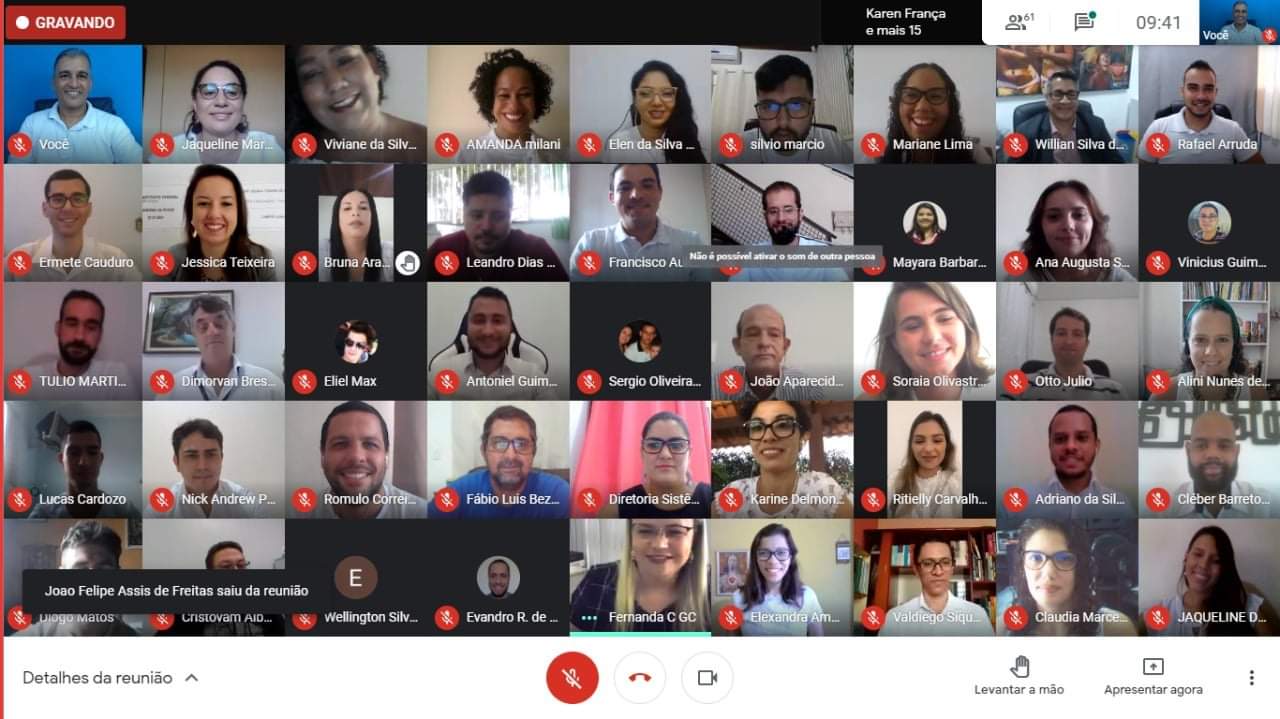 GRAVANDO
Karen França
e mais 15
61
09:41
Você
Você
Jaqueline Mar...
Viviane da Silv...
AMANDA milani
Elen da Silva ...
silvio marcio
Mariane Lima
Willian Silva d...
Rafael Arruda
Ermete Cauduro
Jessica Teixeira
Bruna Ara...
Leandro Dias ...
Francisco Au
Não é possível ativar o som de outra pessoa
Mayara Barbar...
Ana Augusta S...
Vinicius Guim...
TULIO MARTI...
Dimorvan Bres...
Eliel Max
Antoniel Guim...
Sergio Oliveira...
João Aparecid...
Soraia Olivastr...
Otto Julio
Alini Nunes de...
Lucas Cardozo
Nick Andrew P...
Romulo Correi...
Fábio Luis Bez...
Diretoria Sistê...
Karine Delmon...
Ritielly Carvalh...
Adriano da Sil...
Cléber Barreto...
Joao Felipe Assis de Freitas saiu da reunião
E
Diogo Matos
Cristovam Alb...
Wellington Silv...
Evandro R. de ...
Fernanda C GC
Elexandra Am...
Valdiego Siqu...
Claudia Marce...
JAQUELINE D...
Detalhes da reunião
Levantar a mão
Apresentar agora